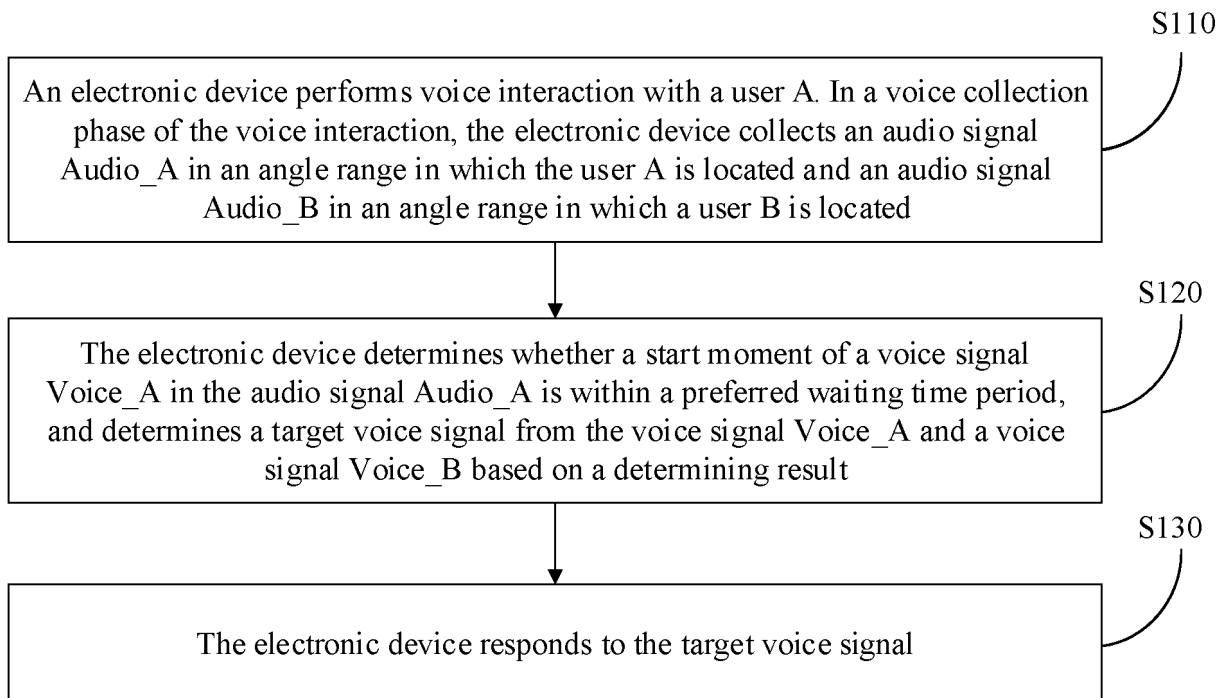 S110
An electronic device performs voice interaction with a user A. In a voice collection
phase of the voice interaction, the electronic device collects an audio signal
Audio_A in an angle range in which the user A is located and an audio signal
Audio_B in an angle range in which a user B is located
S120
The electronic device determines whether a start moment of a voice signal
Voice_A in the audio signal Audio_A is within a preferred waiting time period,
and determines a target voice signal from the voice signal Voice_A and a voice
signal Voice_B based on a determining result
S130
The electronic device responds to the target voice signal